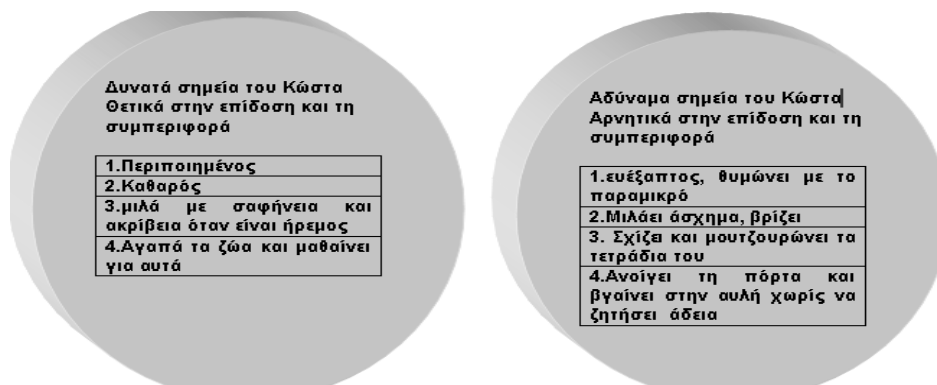 Δυνατά σημεία του Κώστα
Θετικά στην επίδοση και τη
συμπεριφορά
1.Περιποιημένος
2.Καθαρός
3.μιλά με σαφήνεια και
ακρίβεια όταν είναι ήρεμος
4.Αγαπά τα ζώα και μαθαίνει
για αυτά
Αδύναμα σημεία του Κώστα
Αρνητικά στην επίδοση και τη
συμπεριφορά
1.ευέξαπτος, θυμώνει με το
παραμικρό
2.Μιλάει άσχημα, βρίζει
3. Σχίζει και μουτζουρώνει τα
τετράδια του
4.Ανοίγει τη πόρτα και
βγαίνει στην αυλή χωρίς να
ζητήσει άδεια